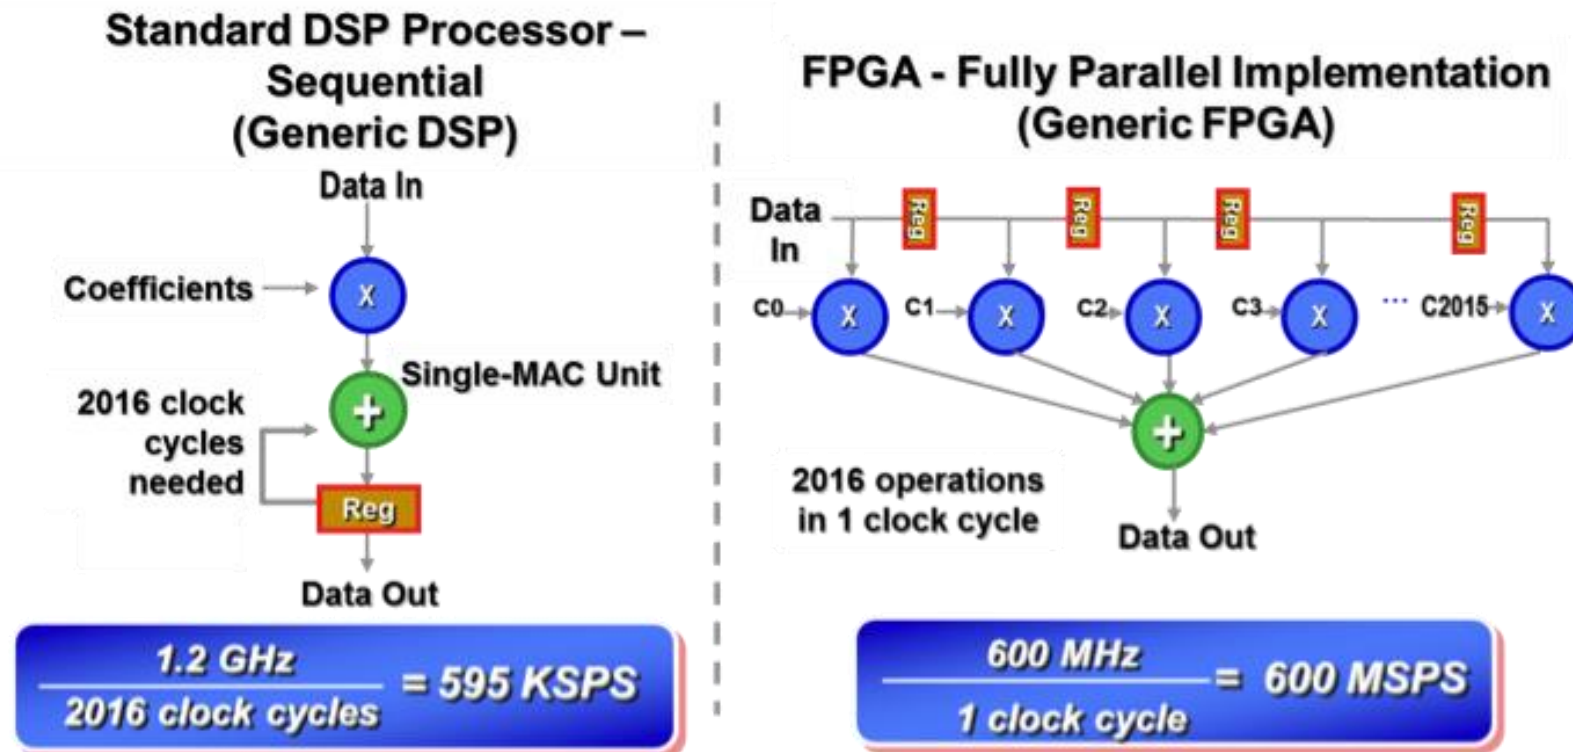 Standard DSP Processor –
Sequential
(Generic DSP)
Data In
Coefficients
X
Single-MAC Unit
+
2016 clock
cycles
needed
Reg
Data Out
1.2 GHz
2016 clock cycles
= 595 KSPS
FPGA - Fully Parallel Implementation
(Generic FPGA)
Data
In
Reg
Reg
Reg
Reg
C0
X
C1
X
C2
X
C3
X
...
C2015
X
+
2016 operations
in 1 clock cycle
Data Out
600 MHz
1 clock cycle
= 600 MSPS